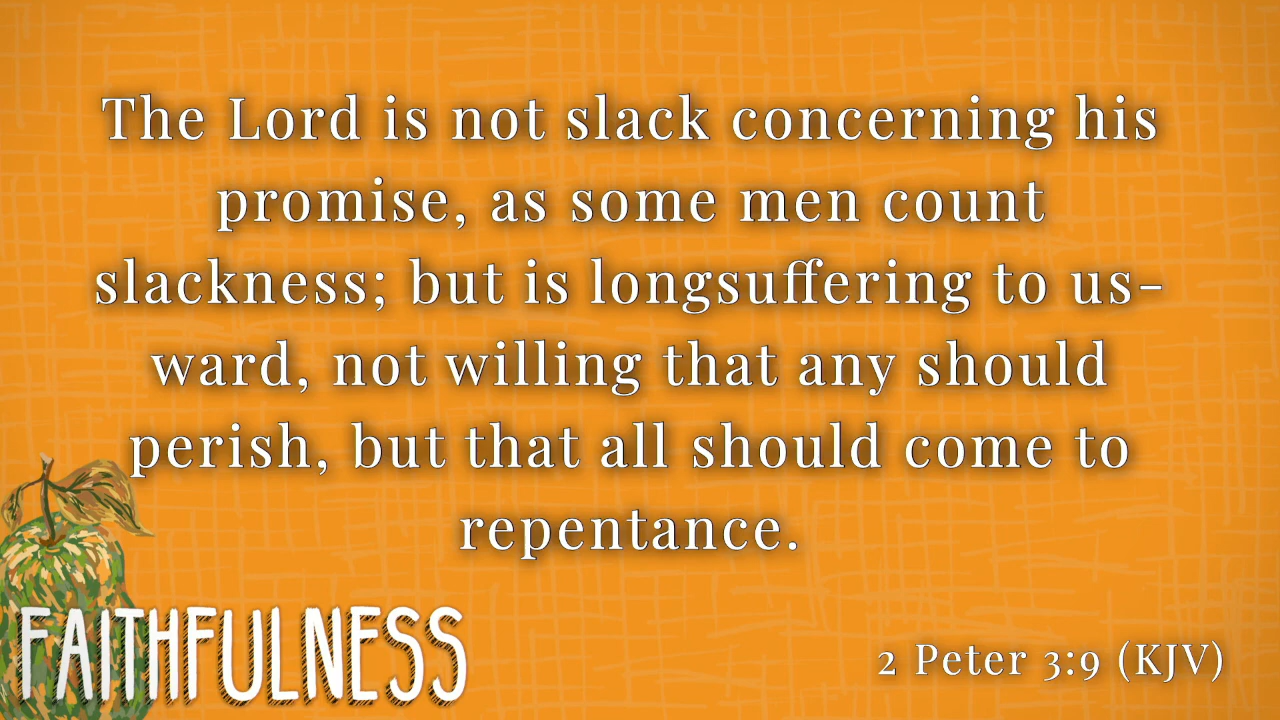 The Lord is not slack concerning his
promise, as some men count
slackness; but is longsuffering to us-
ward, not willing that any should
perish, but that all should come to
repentance.
FAITHFULNESS
2 Peter 3:9 (KJV)